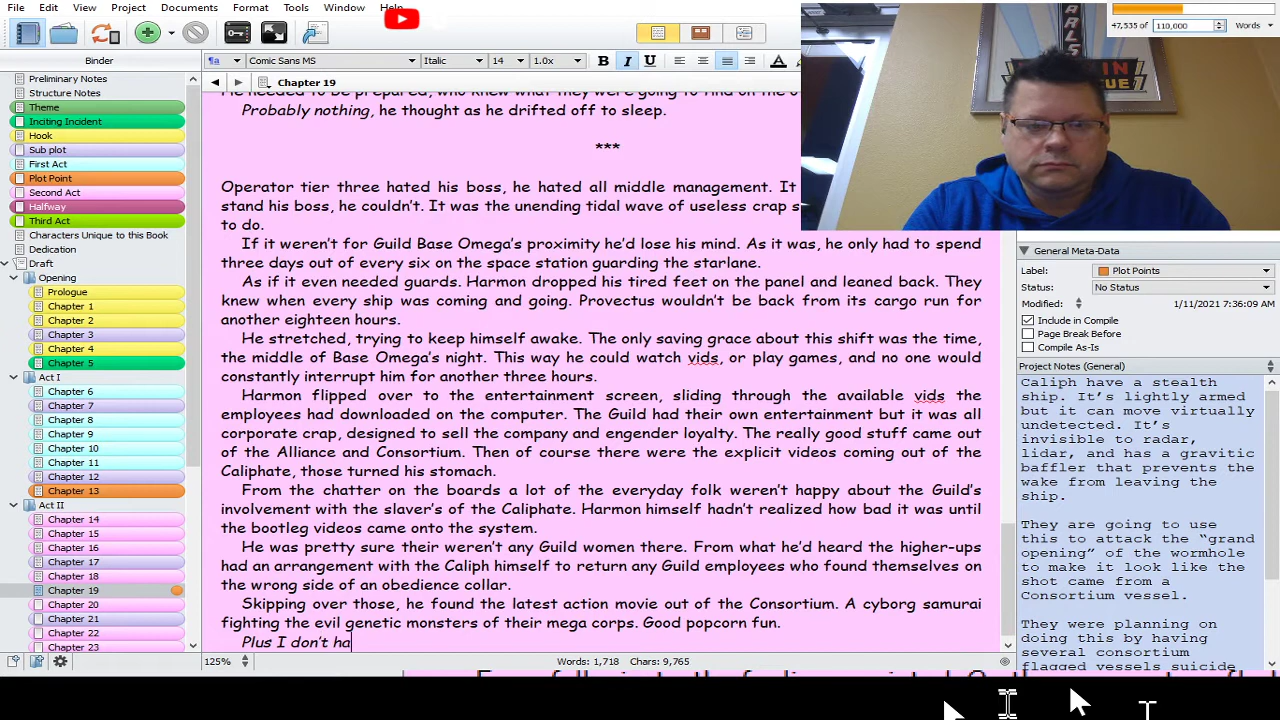 File Edit View Project Documents Format Tools Window Help
47,535 of 110,000 Words
Binder
¶a Comic Sans MS Italic 14 1.0x B I U A
Chapter 19
Preliminary Notes
Structure Notes
Theme
Inciting Incident
Hook
Sub plot
First Act
Plot Point
Second Act
Halfway
Third Act
Characters Unique to this Book
Dedication
Draft
Opening
Prologue
Chapter 1
Chapter 2
Chapter 3
Chapter 4
Chapter 5
Act I
Chapter 6
Chapter 7
Chapter 8
Chapter 9
Chapter 10
Chapter 11
Chapter 12
Chapter 13
Act II
Chapter 14
Chapter 15
Chapter 16
Chapter 17
Chapter 18
Chapter 19
Chapter 20
Chapter 21
Chapter 22
Chapter 23
Probably nothing, he thought as he drifted off to sleep.
***
Operator tier three hated his boss, he hated all middle management. It
stand his boss, he couldn't. It was the unending tidal wave of useless crap s
to do.
If it weren't for Guild Base Omega's proximity he'd lose his mind. As it was, he only had to spend
three days out of every six on the space station guarding the starlane.
As if it even needed guards. Harmon dropped his tired feet on the panel and leaned back. They
knew when every ship was coming and going. Provectus wouldn't be back from its cargo run for
another eighteen hours.
He stretched, trying to keep himself awake. The only saving grace about this shift was the time,
the middle of Base Omega's night. This way he could watch vids, or play games, and no one would
constantly interrupt him for another three hours.
Harmon flipped over to the entertainment screen, sliding through the available vids the
employees had downloaded on the computer. The Guild had their own entertainment but it was all
corporate crap, designed to sell the company and engender loyalty. The really good stuff came out
of the Alliance and Consortium. Then of course there were the explicit videos coming out of the
Caliphate, those turned his stomach.
From the chatter on the boards a lot of the everyday folk weren't happy about the Guild's
involvement with the slaver's of the Caliphate. Harmon himself hadn't realized how bad it was until
the bootleg videos came onto the system.
He was pretty sure their weren't any Guild women there. From what he'd heard the higher-ups
had an arrangement with the Caliph himself to return any Guild employees who found themselves on
the wrong side of an obedience collar.
Skipping over those, he found the latest action movie out of the Consortium. A cyborg samurai
fighting the evil genetic monsters of their mega corps. Good popcorn fun.
Plus I don't ha
125% Words: 1,718 Chars: 9,765
General Meta-Data
Label: Plot Points
Status: No Status
Modified: 1/11/2021 7:36:09 AM
Include in Compile
Page Break Before
Compile As-Is
Project Notes (General)
Caliph have a stealth
ship. It's lightly armed
but it can move virtually
undetected. It's
invisible to radar,
lidar, and has a gravitic
baffler that prevents the
wake from leaving the
ship.
They are going to use
this to attack the "grand
opening" of the wormhole
to make it look like the
shot came from a
Consortium vessel.
They were planning on
doing this by having
several consortium
flagged vessels suicide